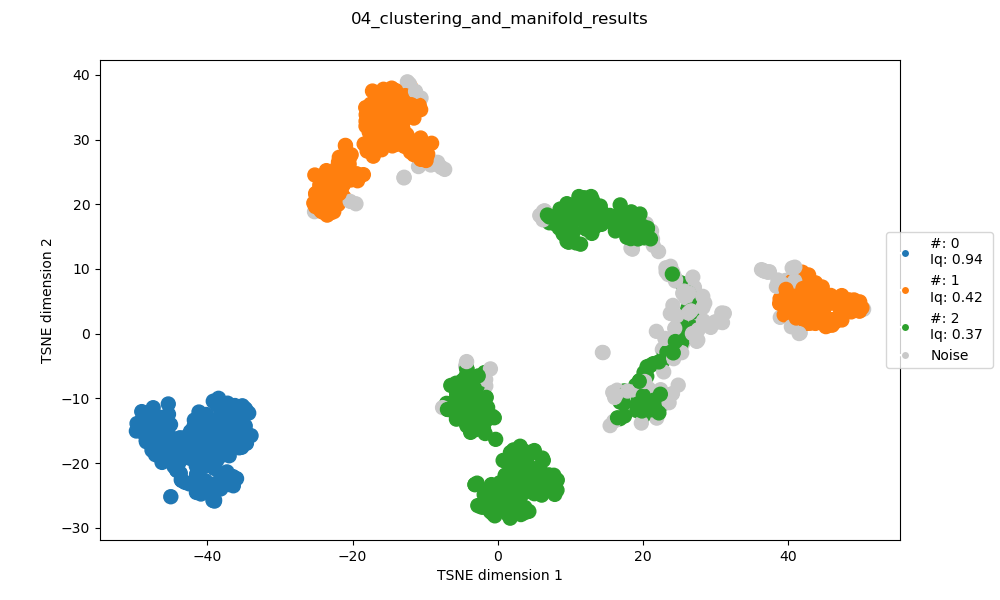 04_clustering_and_manifold_results
40
30
20
10
0
−10
−20
−30
TSNE dimension 2
−40
−20
0
20
40
TSNE dimension 1
#: 0
Iq: 0.94
#: 1
Iq: 0.42
#: 2
Iq: 0.37
Noise